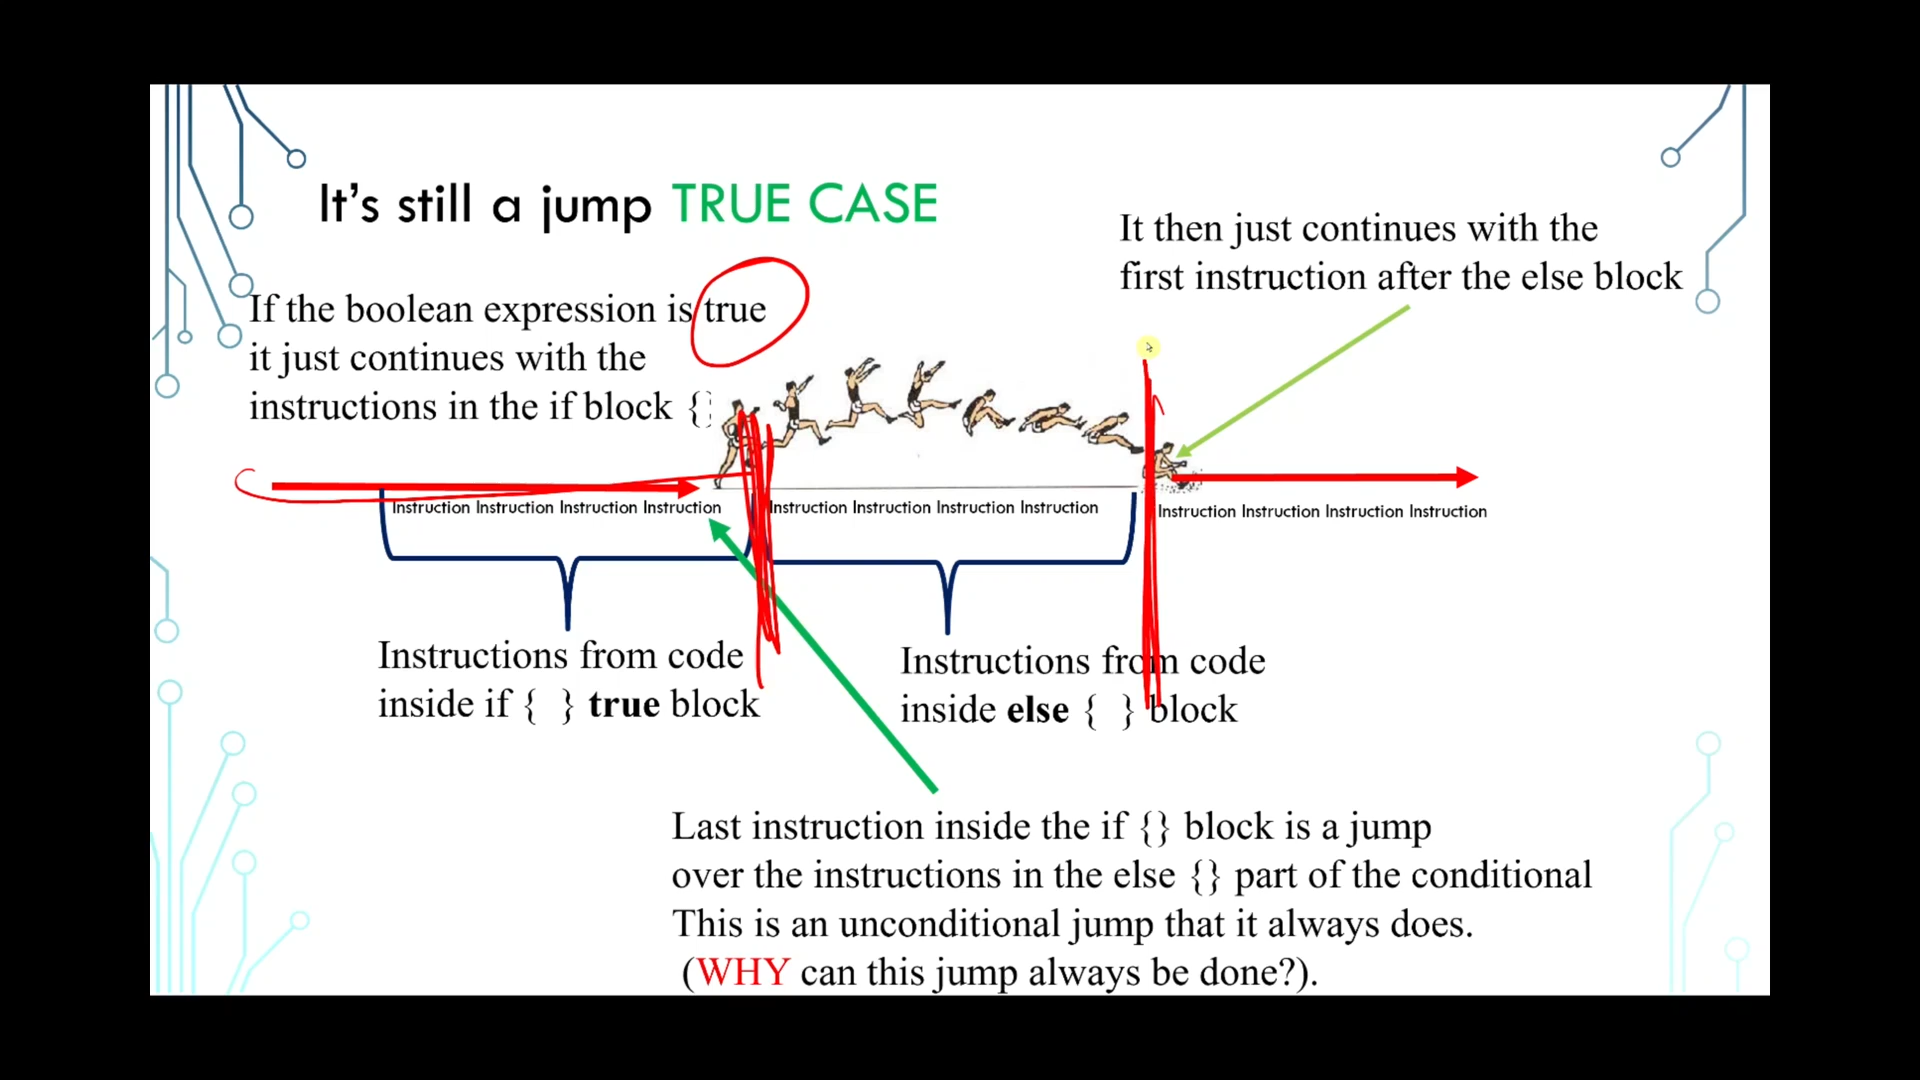 It's still a jump TRUE CASE
It then just continues with the
first instruction after the else block
If the boolean expression is true
it just continues with the
instructions in the if block {}
Instruction Instruction Instruction Instruction
Instruction Instruction Instruction Instruction
Instruction Instruction Instruction Instruction
Instructions from code
inside if { } true block
Instructions from code
inside else { } block
Last instruction inside the if {} block is a jump
over the instructions in the else {} part of the conditional
This is an unconditional jump that it always does.
(WHY can this jump always be done?).